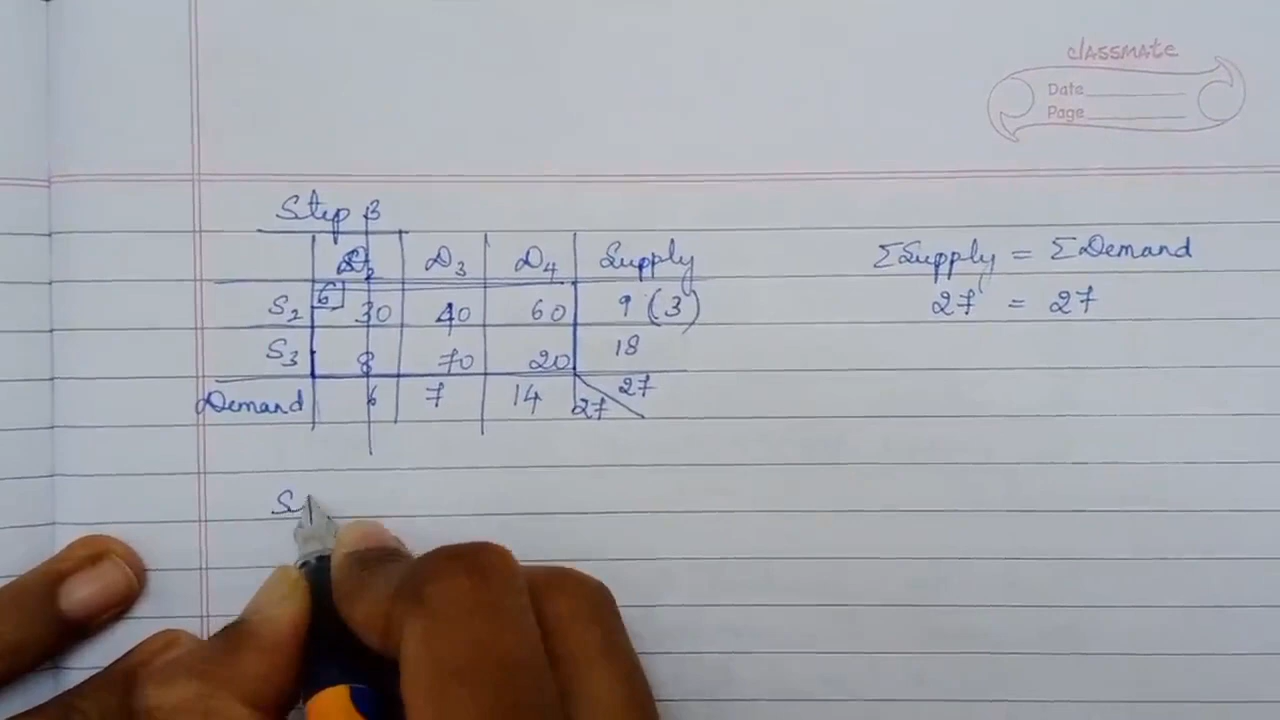 classmate
Date
Page
Step 3
D2 D3 D4 Supply
ΣSupply = ΣDemand
S2 6 30 40 60 9 (3)
27 = 27
S3 8 70 20 18
Demand 6 7 14 27 27
S